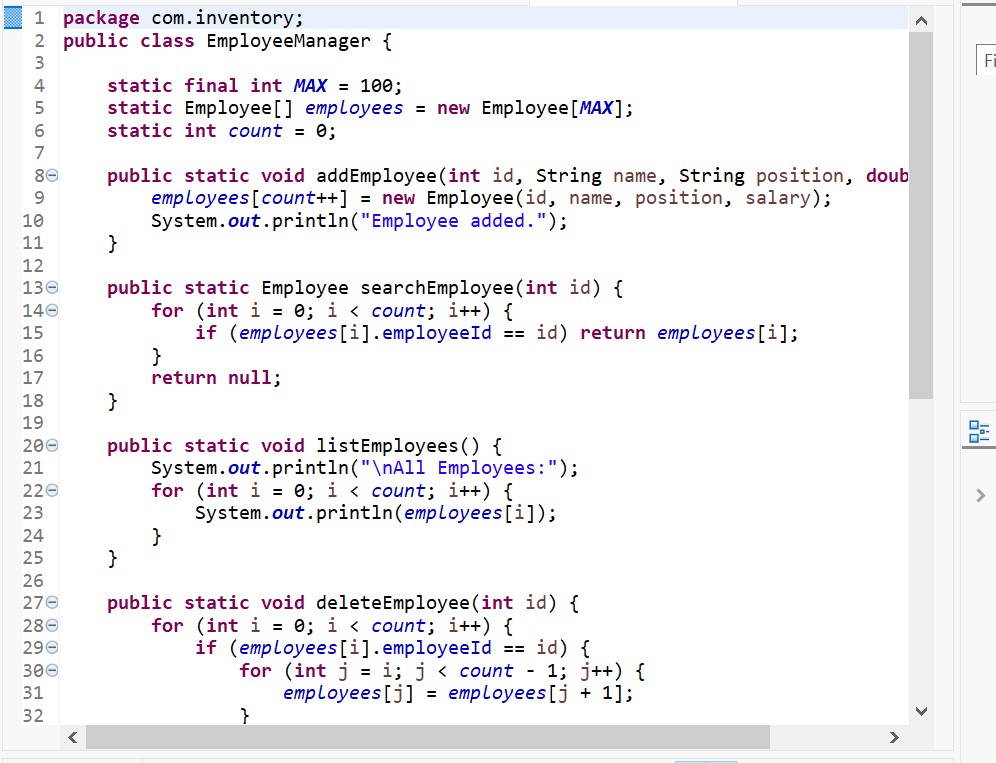 1 package com.inventory;
2 public class EmployeeManager {
3
4     static final int MAX = 100;
5     static Employee[] employees = new Employee[MAX];
6     static int count = 0;
7
8     public static void addEmployee(int id, String name, String position, doub
9         employees[count++] = new Employee(id, name, position, salary);
10         System.out.println("Employee added.");
11     }
12
13     public static Employee searchEmployee(int id) {
14         for (int i = 0; i < count; i++) {
15             if (employees[i].employeeId == id) return employees[i];
16         }
17         return null;
18     }
19
20     public static void listEmployees() {
21         System.out.println("\nAll Employees:");
22         for (int i = 0; i < count; i++) {
23             System.out.println(employees[i]);
24         }
25     }
26
27     public static void deleteEmployee(int id) {
28         for (int i = 0; i < count; i++) {
29             if (employees[i].employeeId == id) {
30                 for (int j = i; j < count - 1; j++) {
31                     employees[j] = employees[j + 1];
32                 }
Fi